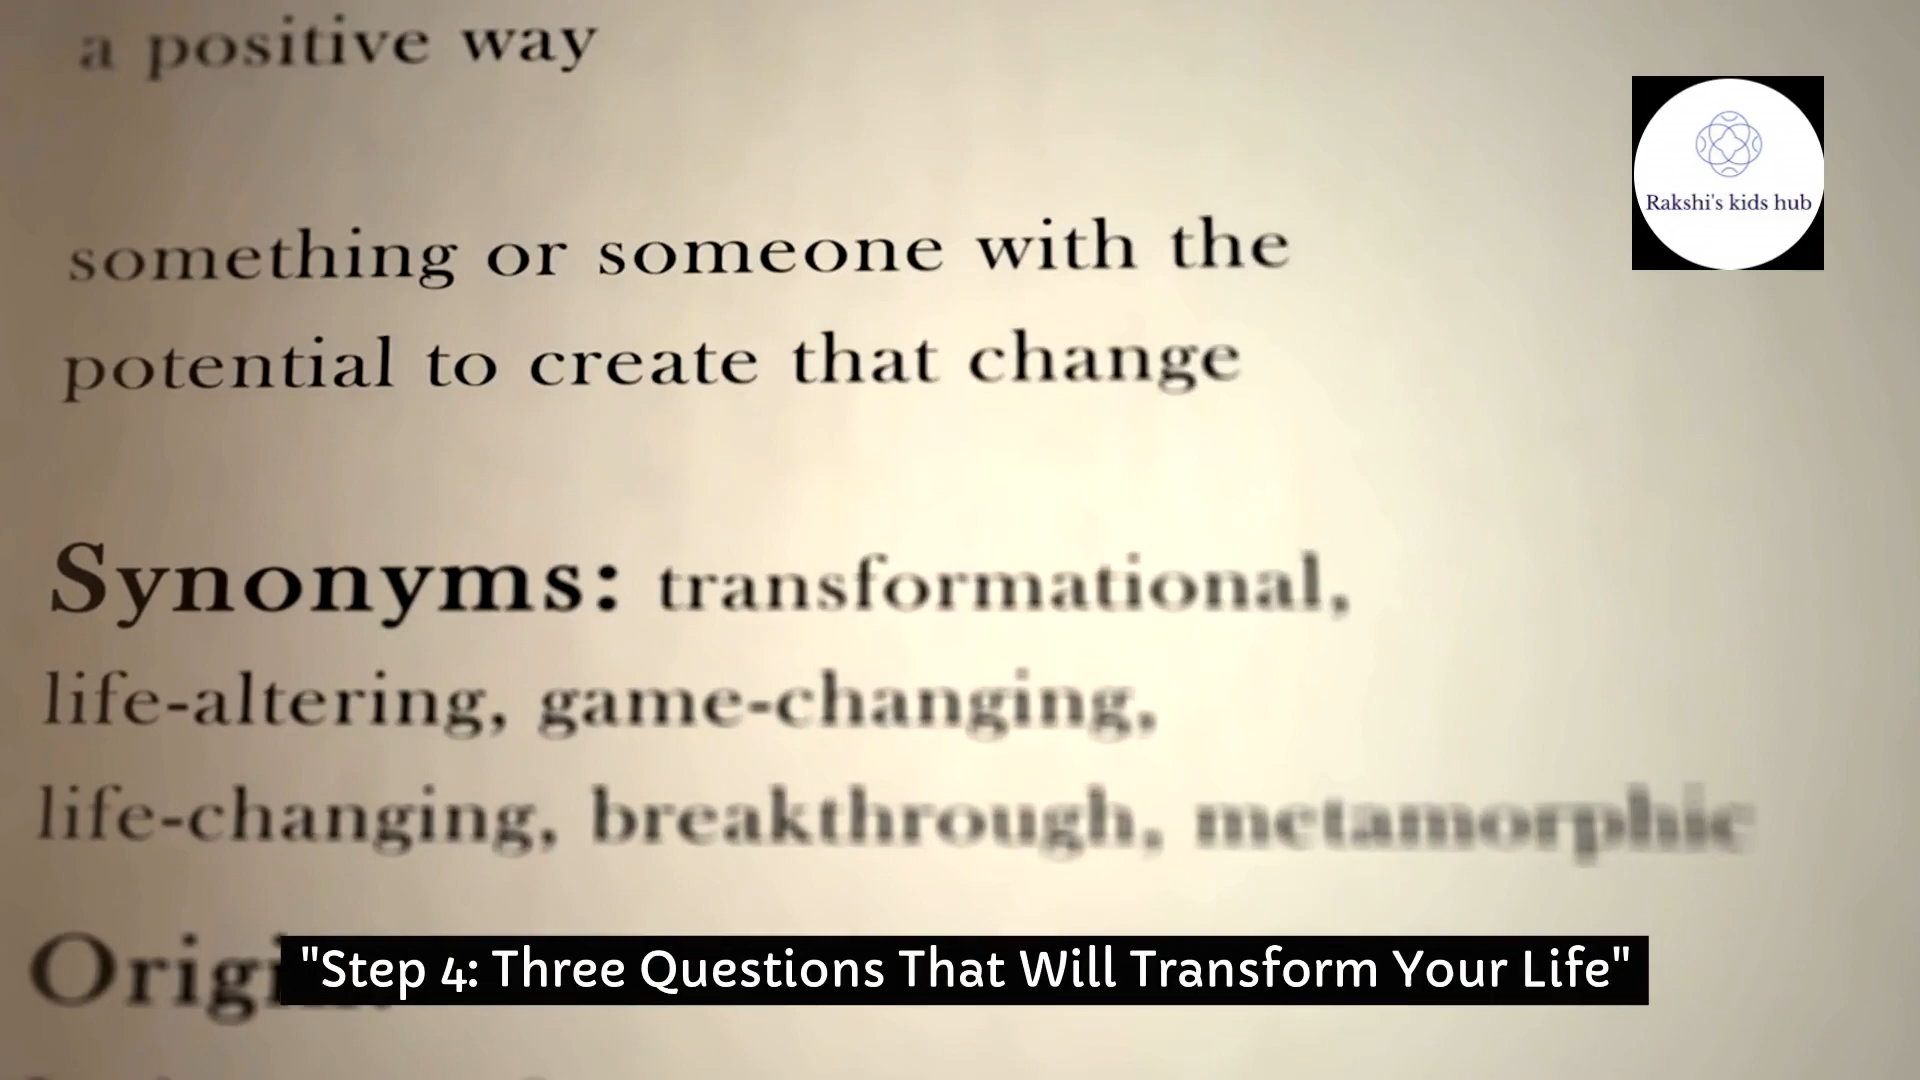 a positive way
something or someone with the
potential to create that change
Synonyms: transformational,
life-altering, game-changing,
life-changing, breakthrough, metamorphic
"Step 4: Three Questions That Will Transform Your Life"
Rakshi's kids hub